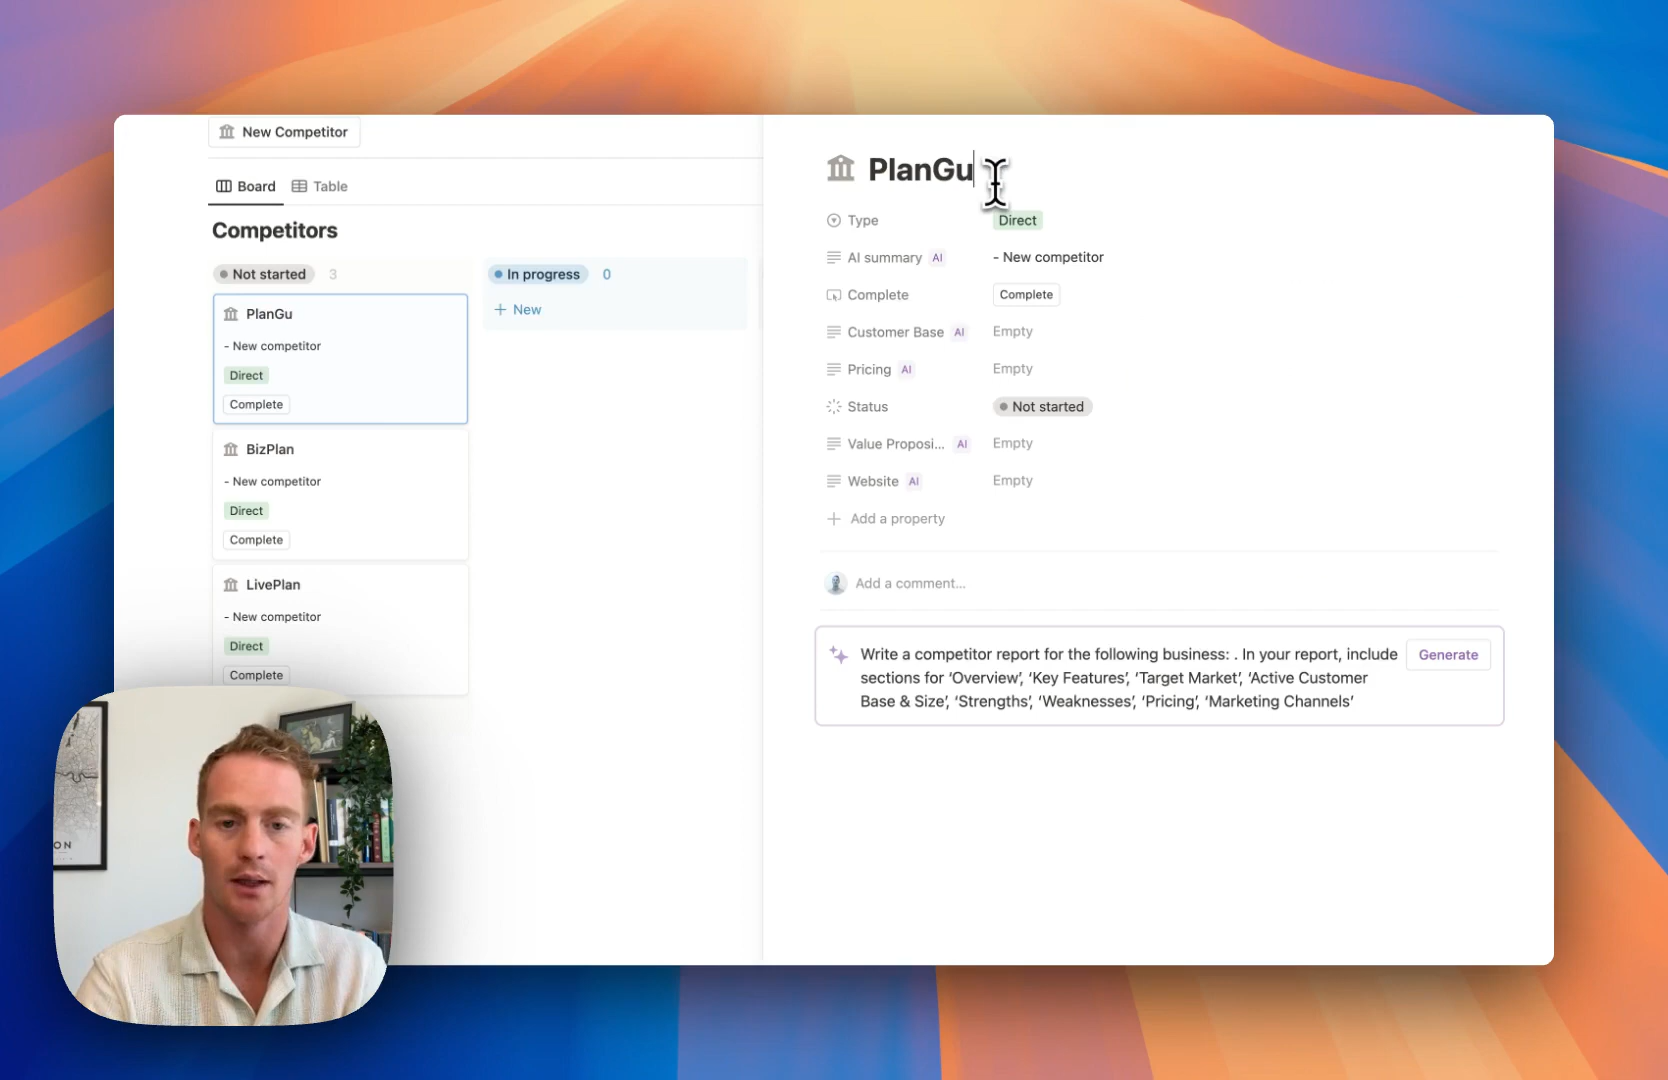 New Competitor
Board
Table
Competitors
Not started 3
In progress 0
PlanGu
- New competitor
Direct
Complete
+ New
BizPlan
- New competitor
Direct
Complete
LivePlan
- New competitor
Direct
Complete
PlanGu
Type Direct
AI summary AI - New competitor
Complete Complete
Customer Base AI Empty
Pricing AI Empty
Status Not started
Value Proposi... AI Empty
Website AI Empty
+ Add a property
Add a comment...
Write a competitor report for the following business: . In your report, include
sections for ‘Overview’, ‘Key Features’, ‘Target Market’, ‘Active Customer
Base & Size’, ‘Strengths’, ‘Weaknesses’, ‘Pricing’, ‘Marketing Channels’
Generate
ON